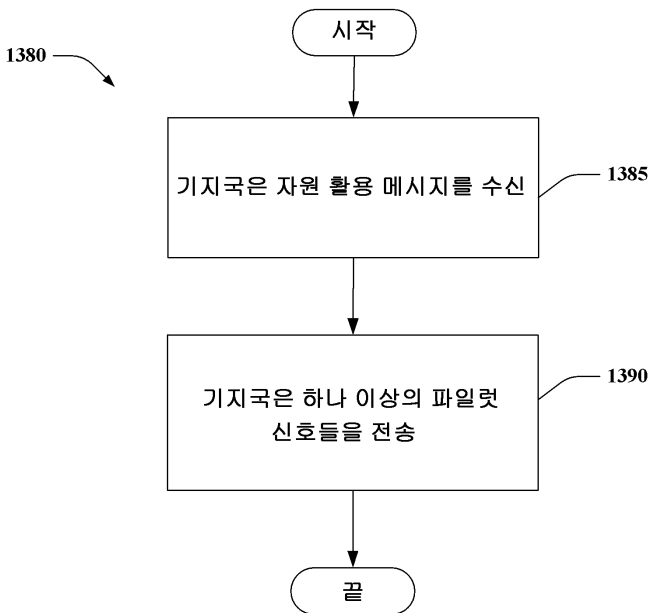 시작
1380
기지국은 자원 활용 메시지를 수신
1385
기지국은 하나 이상의 파일럿
신호들을 전송
1390
끝